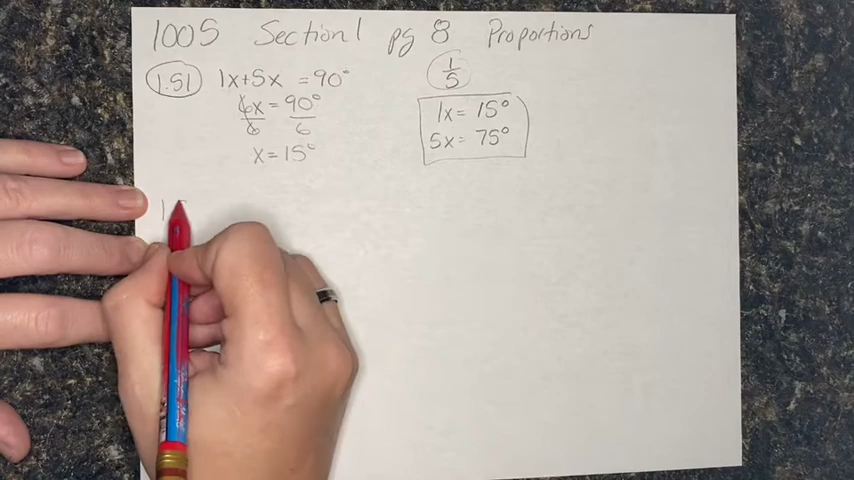 1005 Section 1 pg 8 Proportions
1.51 1x+5x = 90°
6x = 90°
6 6
x = 15°
1
5
1x = 15°
5x = 75°
1